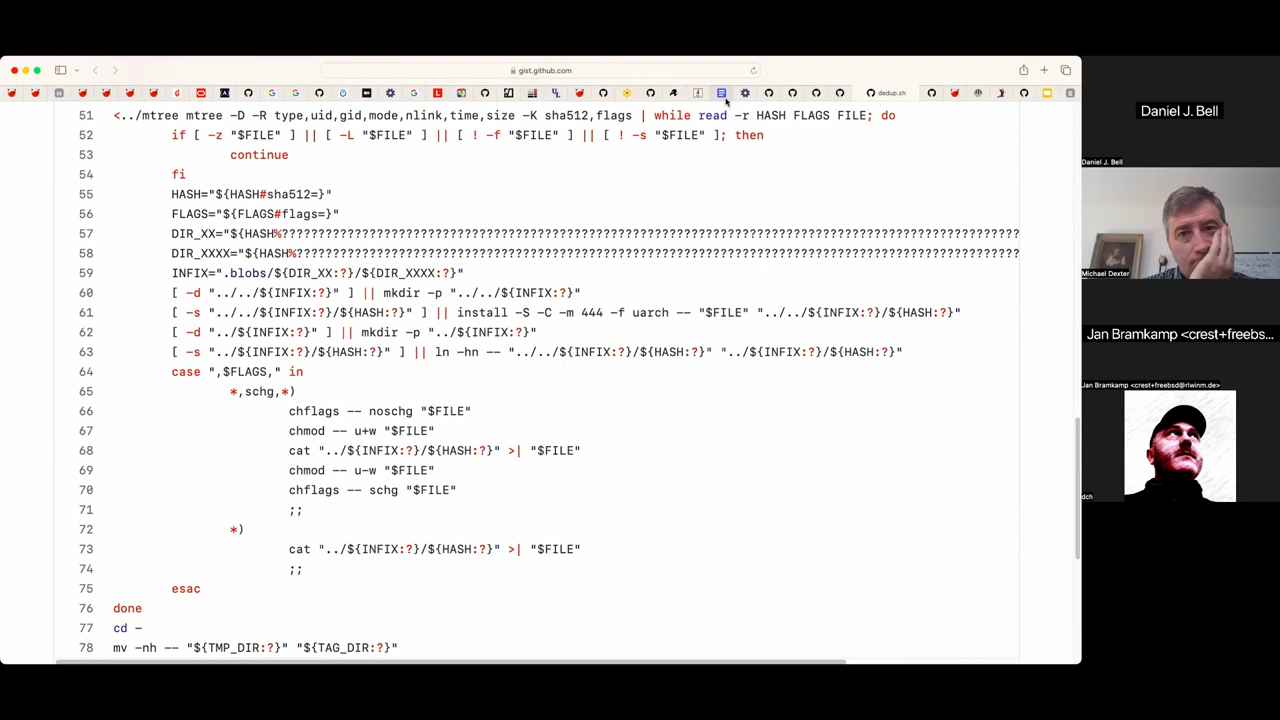 gist.github.com
dedup.sh
51 <../mtree mtree -D -R type,uid,gid,mode,nlink,time,size -K sha512,flags | while read -r HASH FLAGS FILE; do
52 if [ -z "$FILE" ] || [ -L "$FILE" ] || [ ! -f "$FILE" ] || [ ! -s "$FILE" ]; then
53 continue
54 fi
55 HASH="${HASH#sha512=}"
56 FLAGS="${FLAGS#flags=}"
57 DIR_XX="${HASH%????????????????????????????????????????????????????????????????????????????????????????????????????
58 DIR_XXXX="${HASH%??????????????????????????????????????????????????????????????????????????????????????????????????
59 INFIX=".blobs/${DIR_XX:?}/${DIR_XXXX:?}"
60 [ -d "../../${INFIX:?}" ] || mkdir -p "../../${INFIX:?}"
61 [ -s "../../${INFIX:?}/${HASH:?}" ] || install -S -C -m 444 -f uarch -- "$FILE" "../../${INFIX:?}/${HASH:?}"
62 [ -d "../${INFIX:?}" ] || mkdir -p "../${INFIX:?}"
63 [ -s "../${INFIX:?}/${HASH:?}" ] || ln -hn -- "../../${INFIX:?}/${HASH:?}" "../${INFIX:?}/${HASH:?}"
64 case ",$FLAGS," in
65 *,schg,*)
66 chflags -- noschg "$FILE"
67 chmod -- u+w "$FILE"
68 cat "../${INFIX:?}/${HASH:?}" >| "$FILE"
69 chmod -- u-w "$FILE"
70 chflags -- schg "$FILE"
71 ;;
72 *)
73 cat "../${INFIX:?}/${HASH:?}" >| "$FILE"
74 ;;
75 esac
76 done
77 cd -
78 mv -nh -- "${TMP_DIR:?}" "${TAG_DIR:?}"
Daniel J. Bell
Daniel J. Bell
Michael Dexter
Jan Bramkamp <crest+freebs...
Jan Bramkamp <crest+freebsd@rlwinm.de>
dch